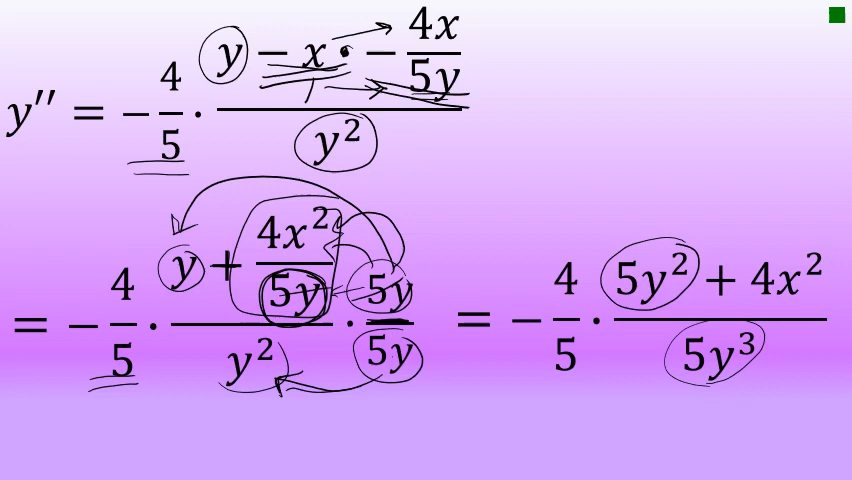 y″ = − 4/5 · (y − x · − 4x/5y) / y²
= − 4/5 · (y + 4x²/5y) / y² · 5y/5y = − 4/5 · (5y² + 4x²) / 5y³